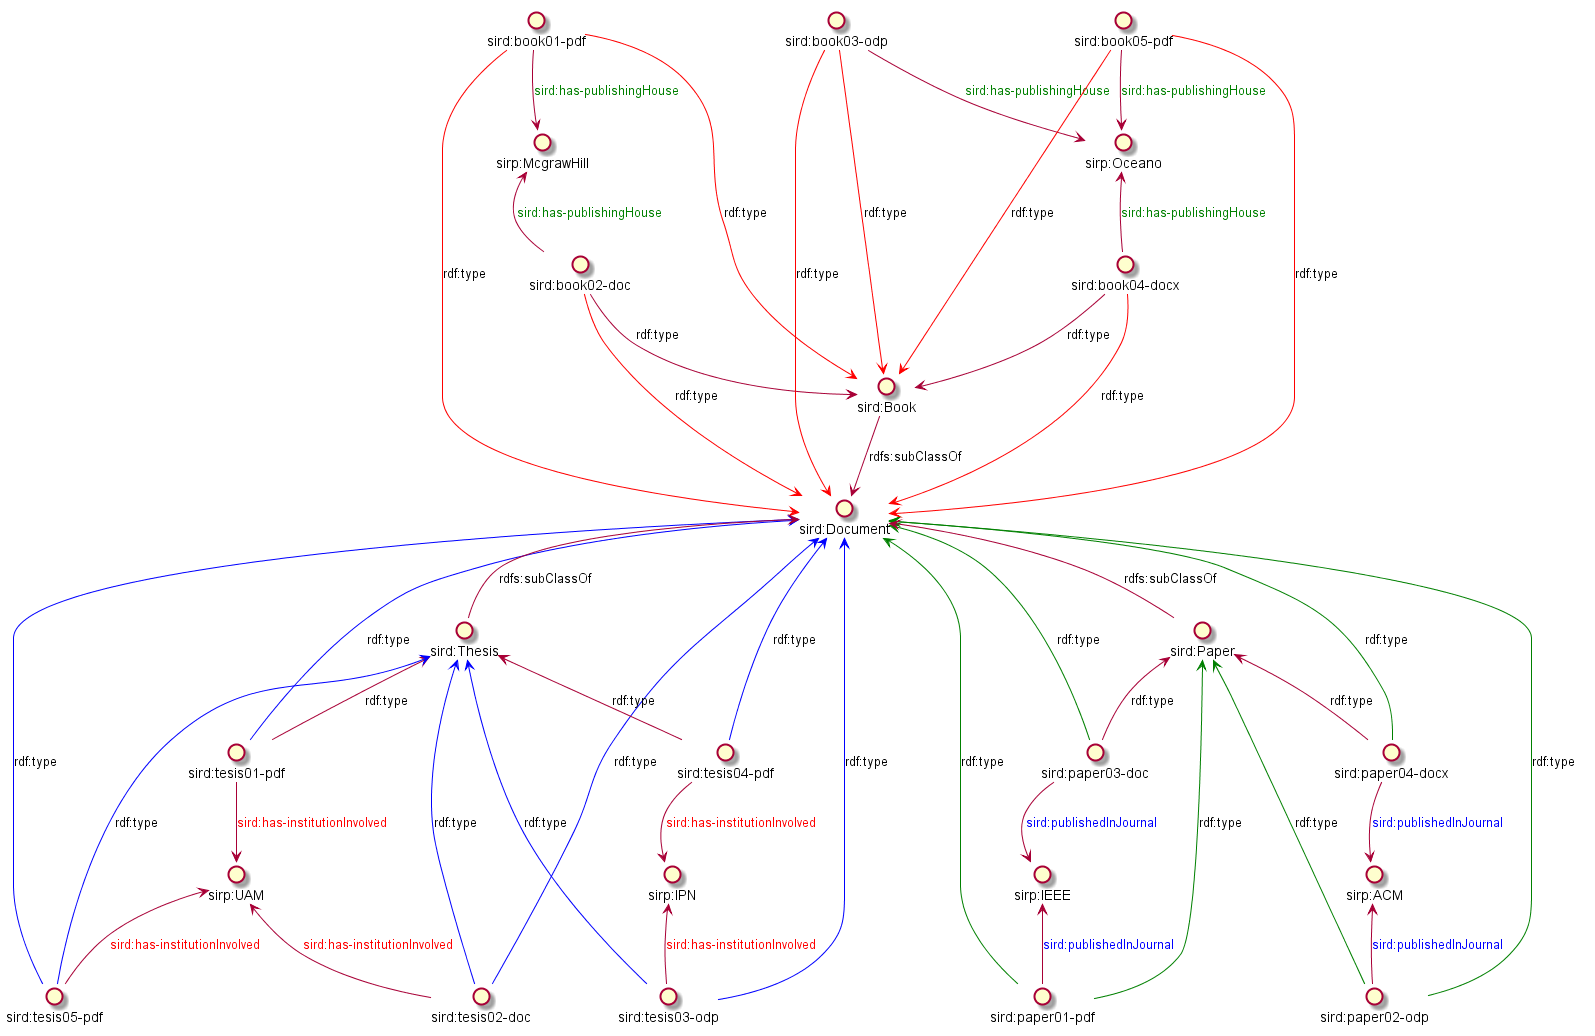 sird:book01-pdf
sird:book03-odp
sird:book05-pdf
sird:has-publishingHouse
sird:has-publishingHouse
sird:has-publishingHouse
sirp:McgrawHill
sirp:Oceano
sird:has-publishingHouse
rdf:type
rdf:type
rdf:type
sird:has-publishingHouse
rdf:type
rdf:type
rdf:type
sird:book02-doc
sird:book04-docx
rdf:type
rdf:type
rdf:type
rdf:type
sird:Book
rdfs:subClassOf
sird:Document
rdfs:subClassOf
rdfs:subClassOf
rdf:type
rdf:type
rdf:type
rdf:type
sird:Thesis
sird:Paper
rdf:type
rdf:type
rdf:type
rdf:type
rdf:type
rdf:type
rdf:type
rdf:type
rdf:type
sird:tesis01-pdf
sird:tesis04-pdf
sird:paper03-doc
sird:paper04-docx
rdf:type
sird:has-institutionInvolved
rdf:type
rdf:type
sird:has-institutionInvolved
sird:publishedInJournal
rdf:type
rdf:type
sird:publishedInJournal
sirp:UAM
sirp:IPN
sirp:IEEE
sirp:ACM
sird:has-institutionInvolved
sird:has-institutionInvolved
sird:has-institutionInvolved
sird:publishedInJournal
sird:publishedInJournal
sird:tesis05-pdf
sird:tesis02-doc
sird:tesis03-odp
sird:paper01-pdf
sird:paper02-odp